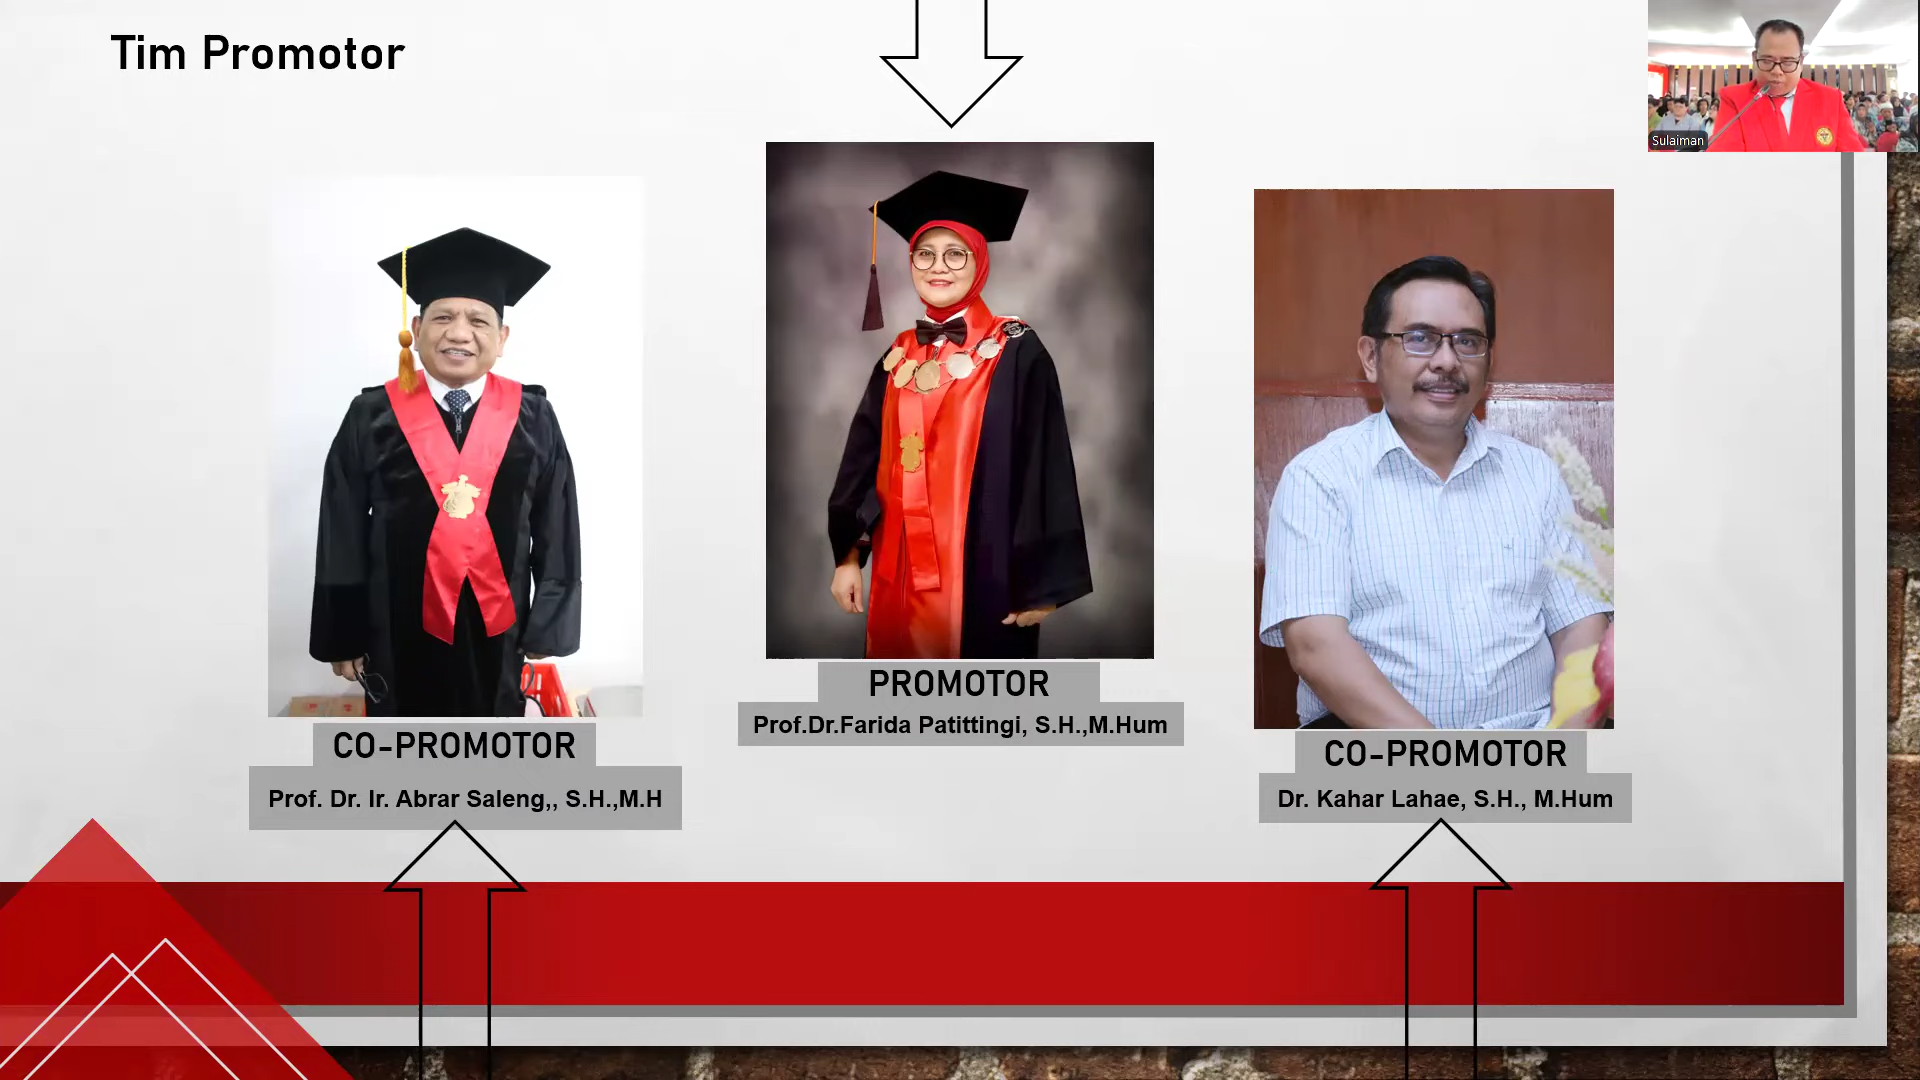 Tim Promotor
Sulaiman
CO-PROMOTOR
Prof. Dr. Ir. Abrar Saleng,, S.H.,M.H
PROMOTOR
Prof.Dr.Farida Patittingi, S.H.,M.Hum
CO-PROMOTOR
Dr. Kahar Lahae, S.H., M.Hum